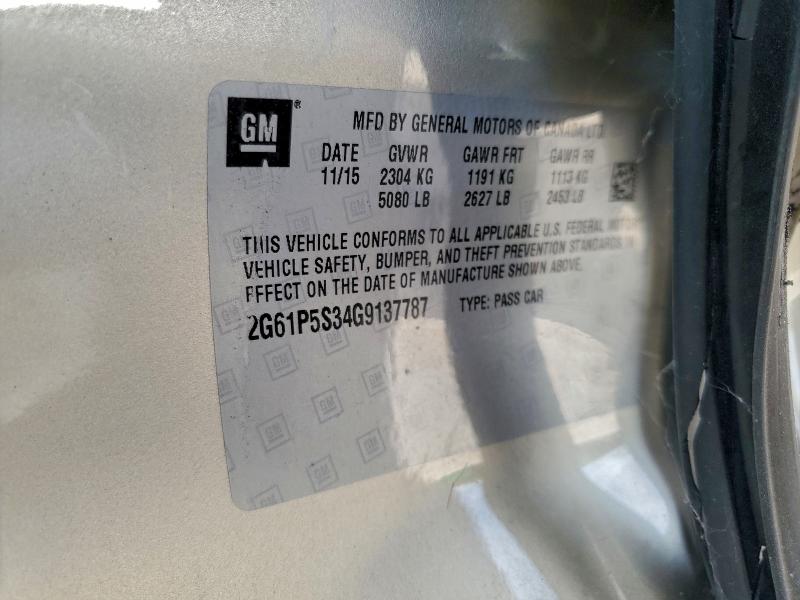 GM ®
MFD BY GENERAL MOTORS OF CANADA LTD
DATE GVWR GAWR FRT GAWR RR
11/15 2304 KG 1191 KG 1113 KG
5080 LB 2627 LB 2453 LB
THIS VEHICLE CONFORMS TO ALL APPLICABLE U.S. FEDERAL MOTOR
VEHICLE SAFETY, BUMPER, AND THEFT PREVENTION STANDARDS IN
EFFECT ON THE DATE OF MANUFACTURE SHOWN ABOVE.
2G61P5S34G9137787 TYPE: PASS CAR